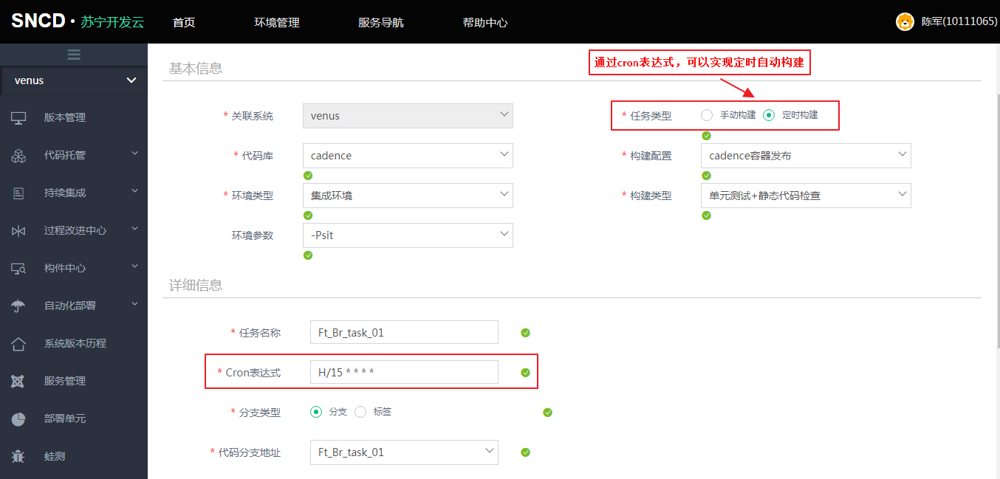 SNCD·苏宁开发云 首页 环境管理 服务导航 帮助中心 陈军(10111065)
venus
版本管理
代码托管
持续集成
过程改进中心
构件中心
自动化部署
系统版本历程
服务管理
部署单元
蛙测
通过cron表达式，可以实现定时自动构建
基本信息
* 关联系统 venus * 任务类型 手动构建 定时构建
* 代码库 cadence * 构建配置 cadence容器发布
* 环境类型 集成环境 * 构建类型 单元测试+静态代码检查
环境参数 -Psit
详细信息
* 任务名称 Ft_Br_task_01
* Cron表达式 H/15 * * * *
* 分支类型 分支 标签
* 代码分支地址 Ft_Br_task_01